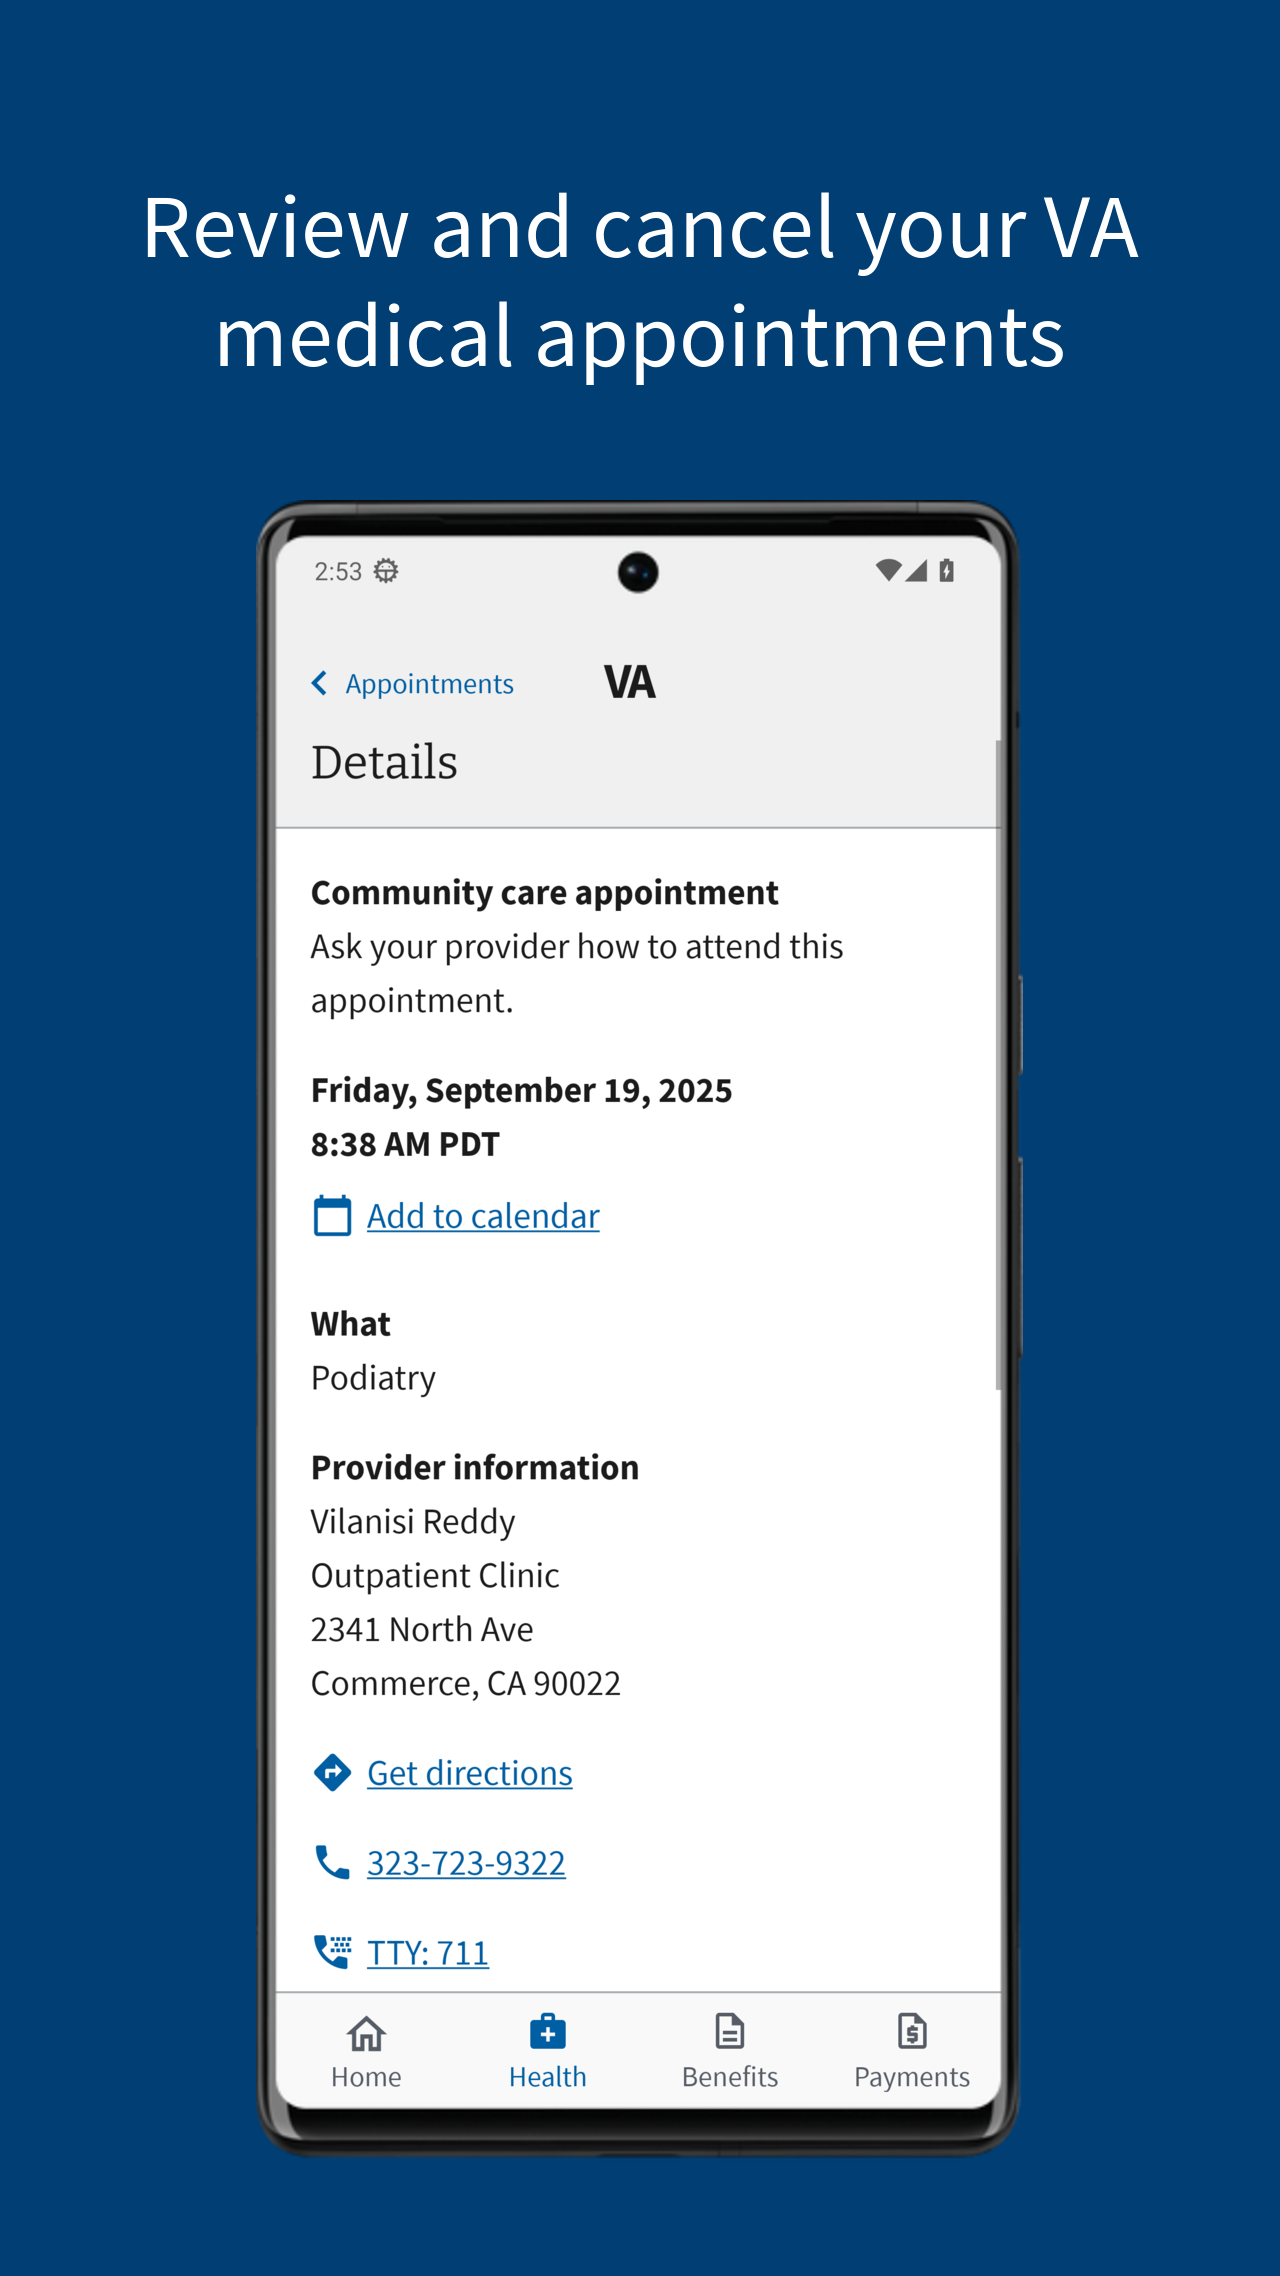 Review and cancel your VA
medical appointments
2:53
Appointments
VA
Details
Community care appointment
Ask your provider how to attend this
appointment.
Friday, September 19, 2025
8:38 AM PDT
Add to calendar
What
Podiatry
Provider information
Vilanisi Reddy
Outpatient Clinic
2341 North Ave
Commerce, CA 90022
Get directions
323-723-9322
TTY: 711
Home Health Benefits Payments